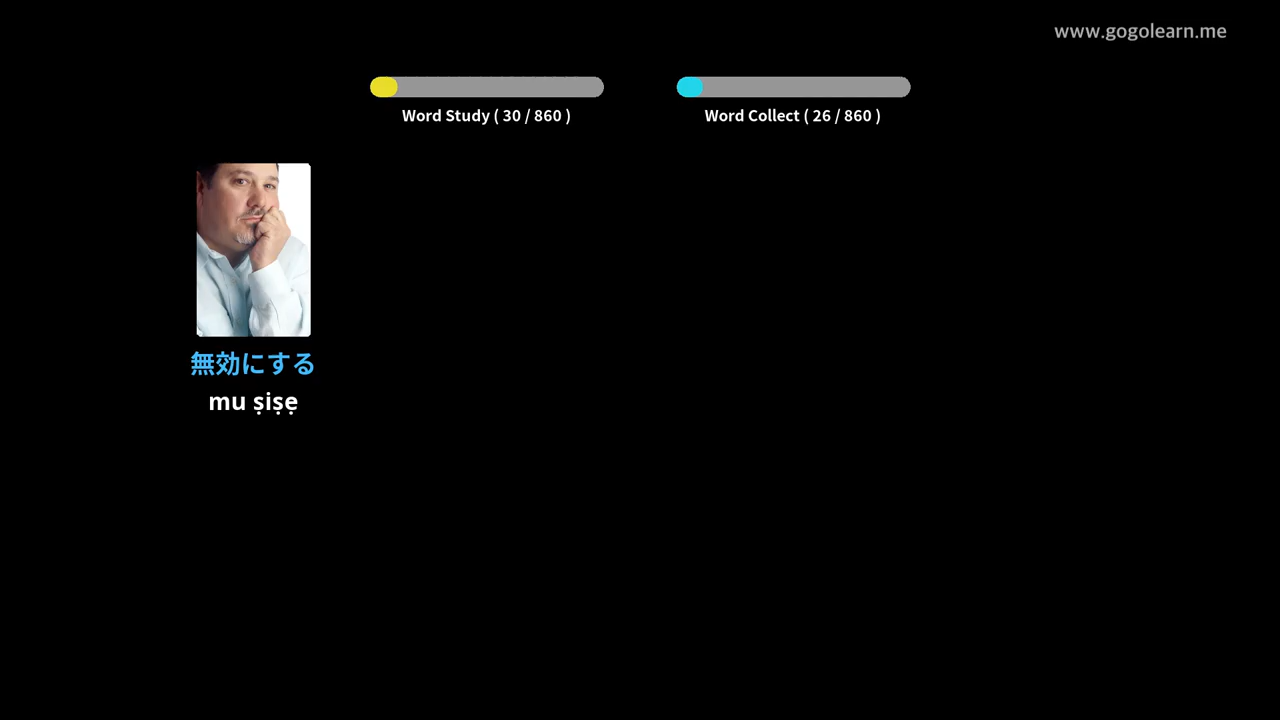 www.gogolearn.me
Word Study ( 30 / 860 )
Word Collect ( 26 / 860 )
無効にする
mu ṣiṣẹ